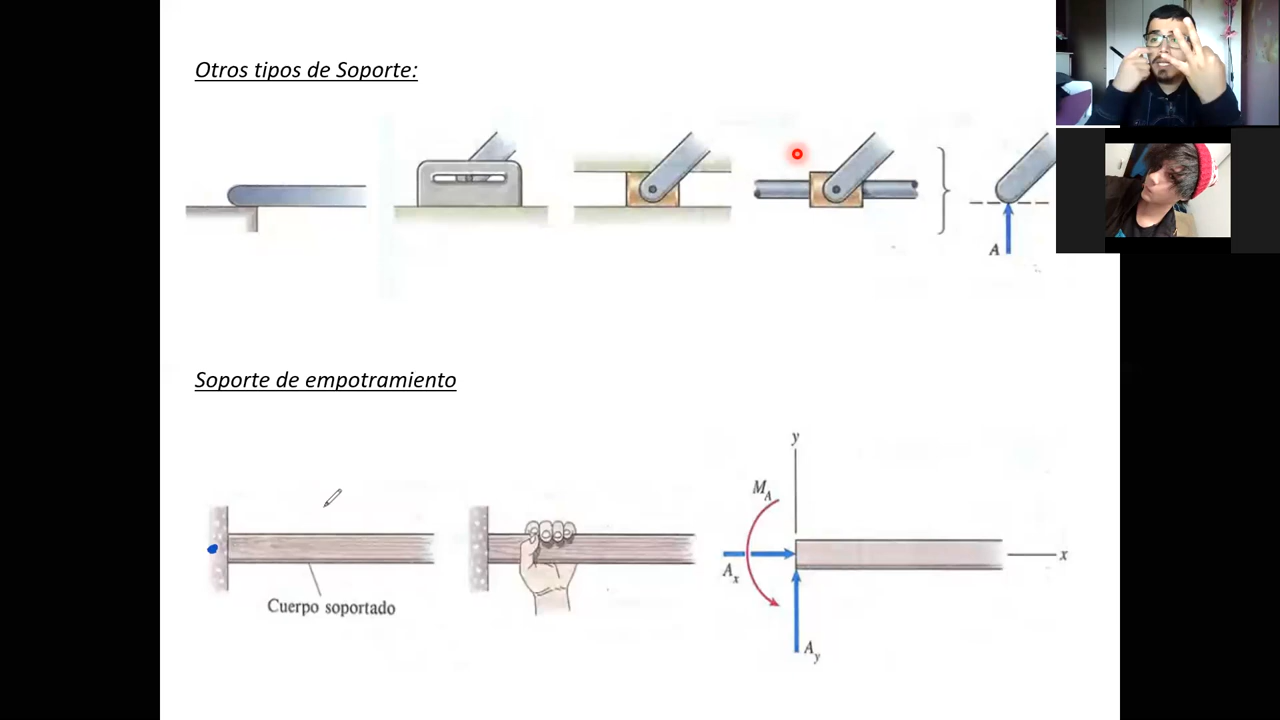 Otros tipos de Soporte:
A
Soporte de empotramiento
y
M_A
A_x
x
Cuerpo soportado
A_y